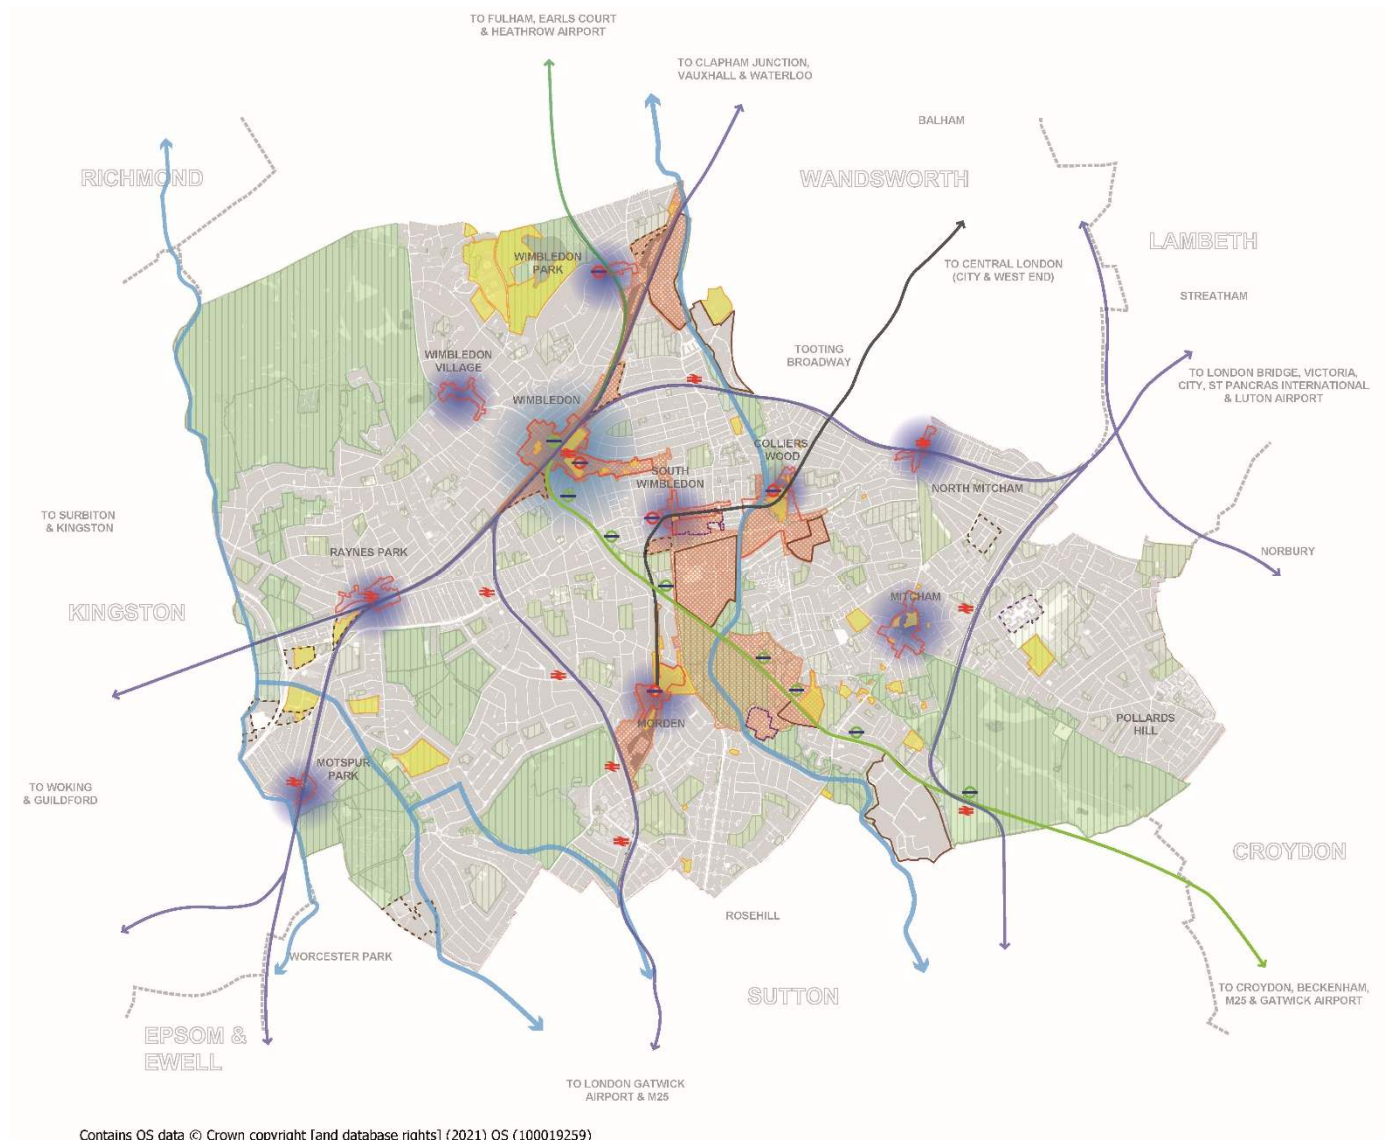 TO FULHAM, EARLS COURT
& HEATHROW AIRPORT
TO CLAPHAM JUNCTION,
VAUXHALL & WATERLOO
BALHAM
RICHMOND
WANDSWORTH
LAMBETH
WIMBLEDON
PARK
TO CENTRAL LONDON
(CITY & WEST END)
STREATHAM
TOOTING
BROADWAY
WIMBLEDON
VILLAGE
TO LONDON BRIDGE, VICTORIA,
CITY, ST PANCRAS INTERNATIONAL
& LUTON AIRPORT
WIMBLEDON
COLLIERS
WOOD
SOUTH
WIMBLEDON
NORTH MITCHAM
TO SURBITON
& KINGSTON
RAYNES PARK
NORBURY
KINGSTON
MITCHAM
MORDEN
POLLARDS
HILL
MOTSPUR
PARK
TO WOKING
& GUILDFORD
CROYDON
ROSEHILL
WORCESTER PARK
SUTTON
TO CROYDON, BECKENHAM,
M25 & GATWICK AIRPORT
EPSOM &
EWELL
TO LONDON GATWICK
AIRPORT & M25
Contains OS data © Crown copyright [and database rights] (2021) OS (100019259)